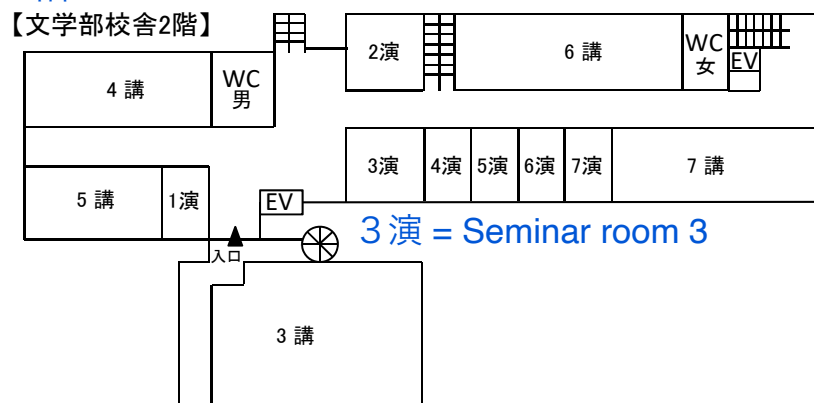 【文学部校舎2階】
2演
6 講
WC
女
EV
4 講
WC
男
3演
4演
5演
6演
7演
7 講
5 講
1演
EV
３演 = Seminar room 3
入口
3 講